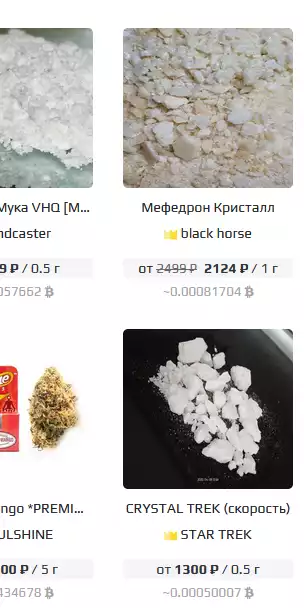 Мука VHQ [М...
Мефедрон Кристалл
ndcaster
black horse
9 ₽ / 0.5 г
от 2499 ₽ 2124 ₽ / 1 г
057662 ₿
~0.00081704 ₿
ngo *PREMI...
CRYSTAL TREK (скорость)
ULSHINE
STAR TREK
00 ₽ / 5 г
от 1300 ₽ / 0.5 г
434678 ₿
~0.00050007 ₿